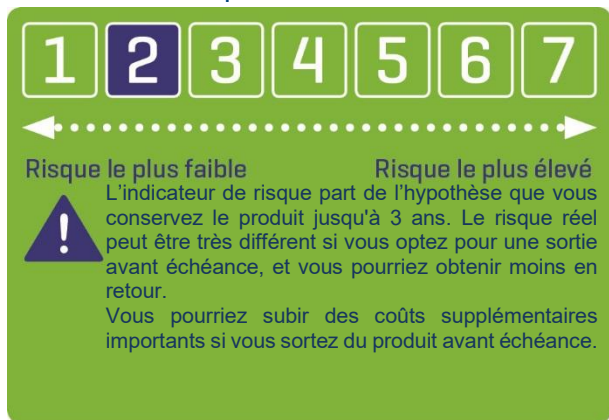 1 2 3 4 5 6 7
Risque le plus faible Risque le plus élevé
L'indicateur de risque part de l'hypothèse que vous
conservez le produit jusqu'à 3 ans. Le risque réel
peut être très différent si vous optez pour une sortie
avant échéance, et vous pourriez obtenir moins en
retour.
Vous pourriez subir des coûts supplémentaires
importants si vous sortez du produit avant échéance.